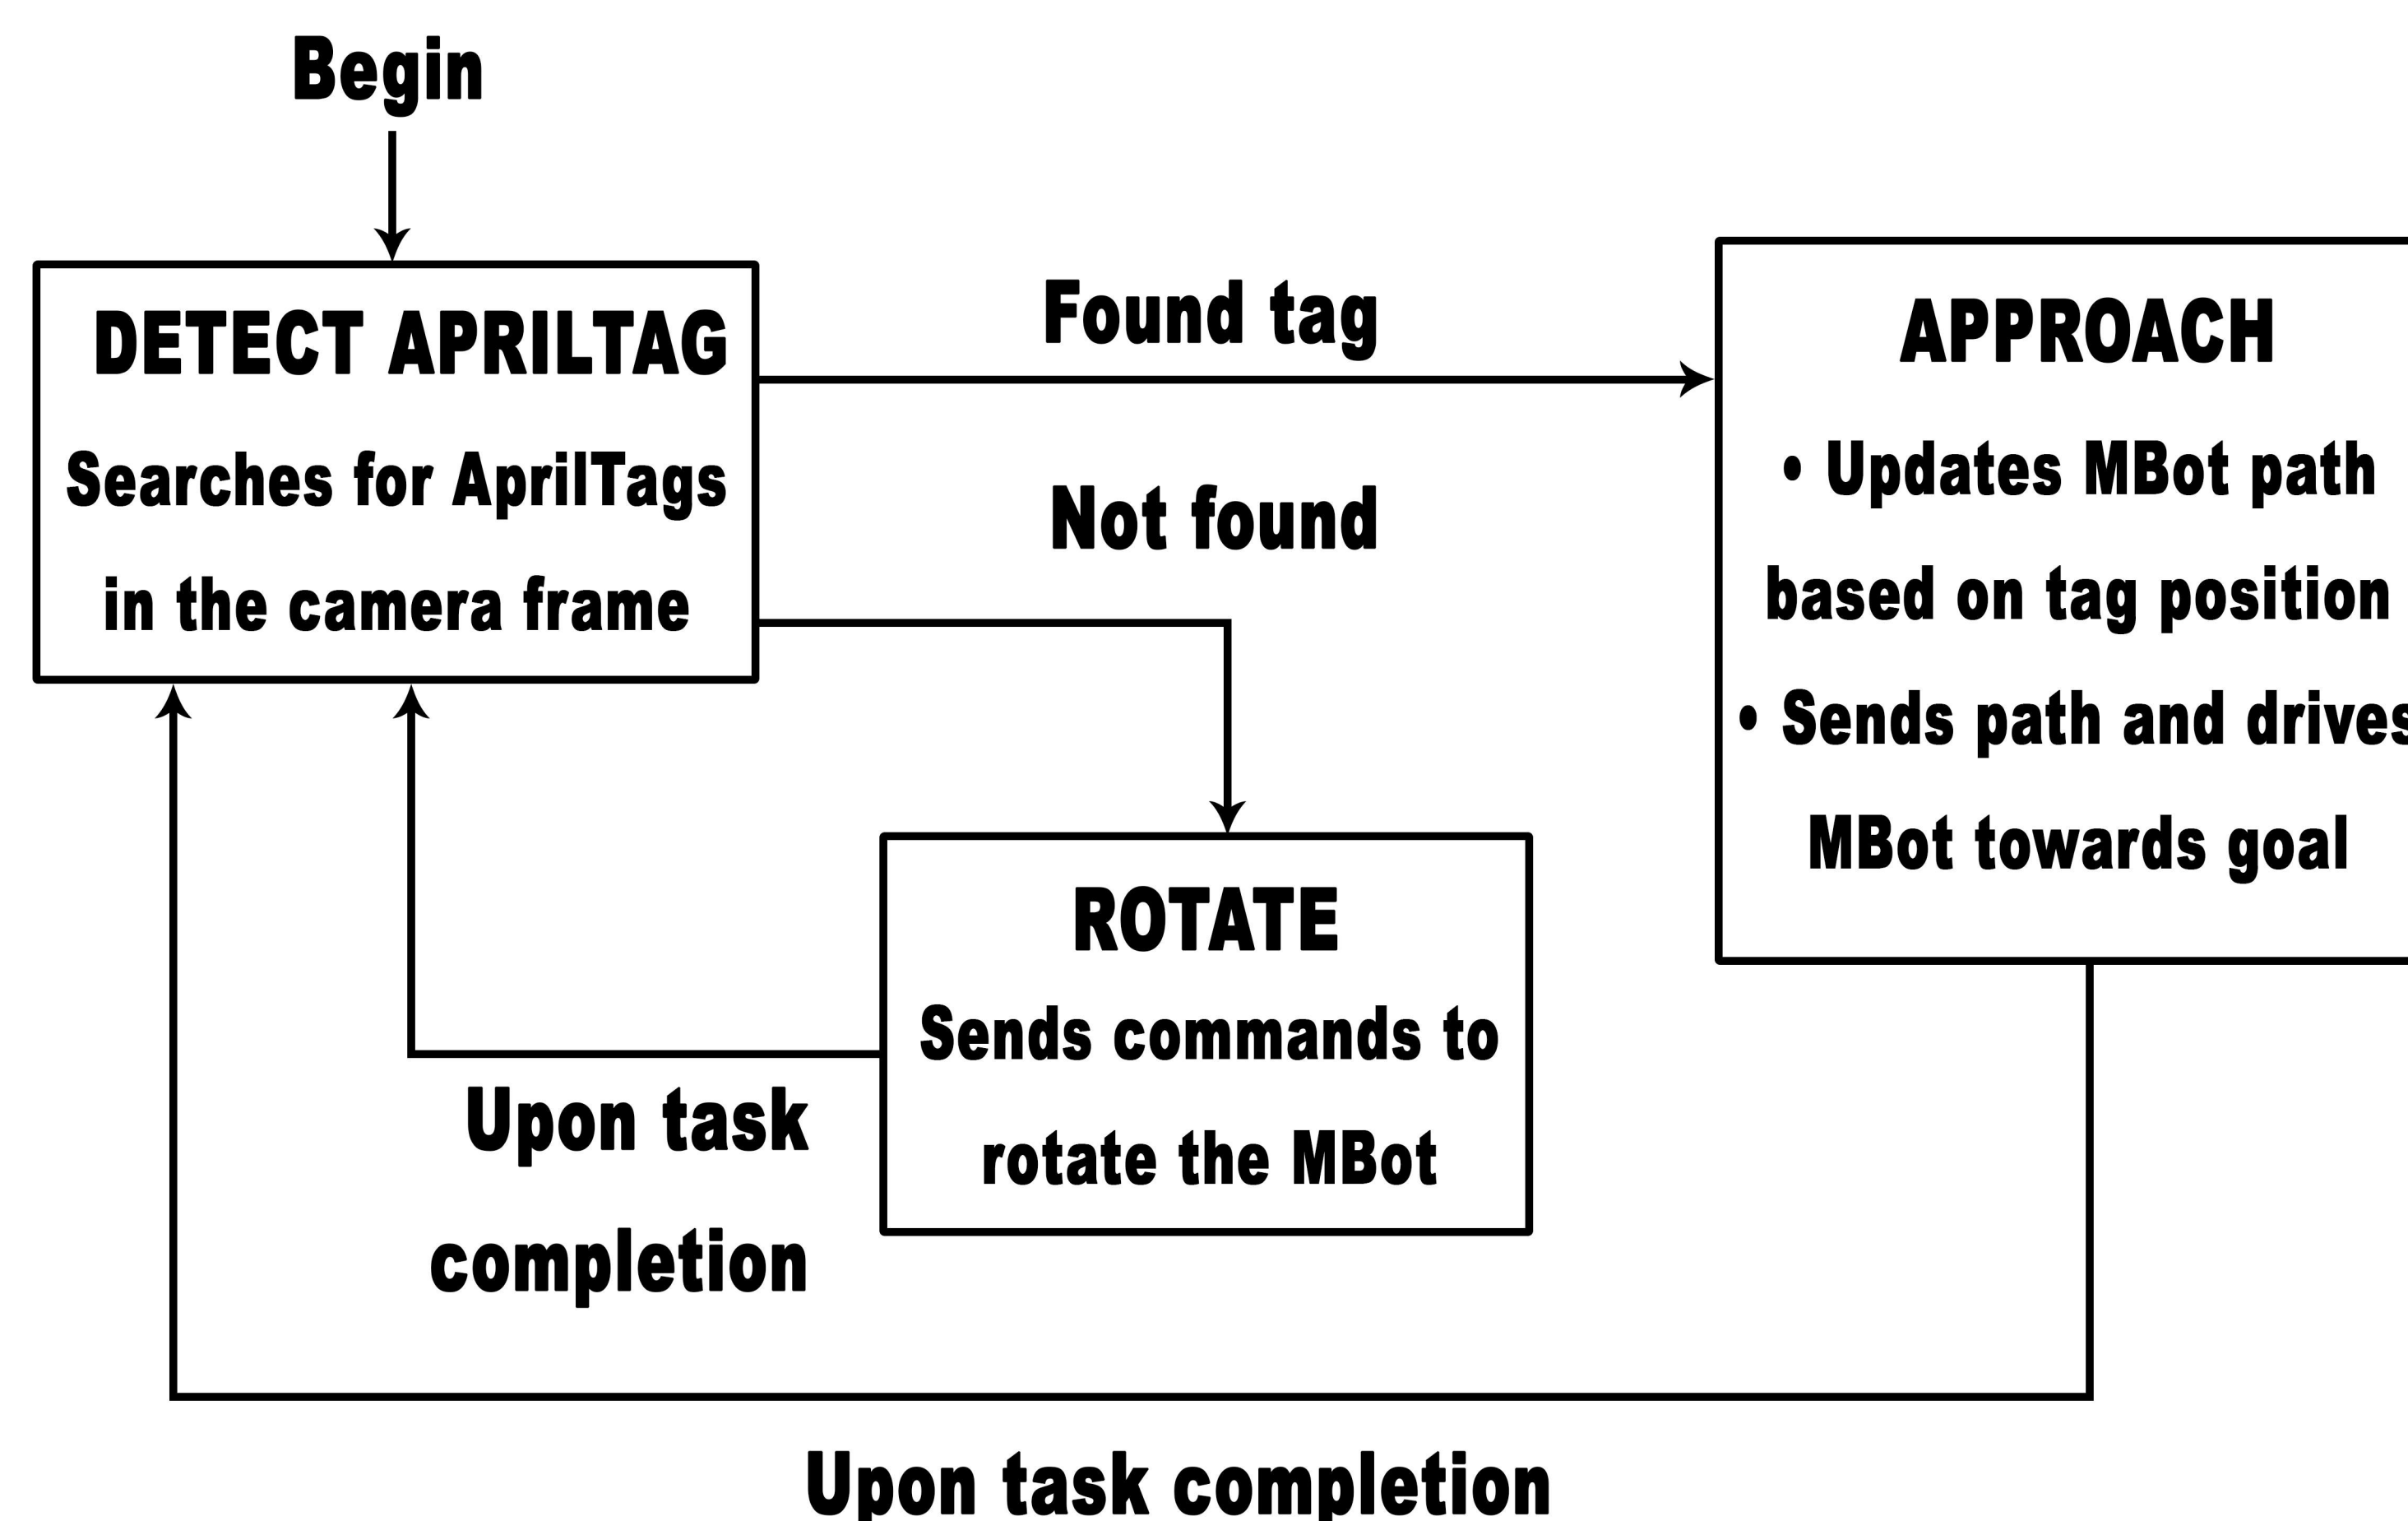 Begin
DETECT APRILTAG
Searches for AprilTags
in the camera frame
Found tag
Not found
APPROACH
• Updates MBot path
based on tag position
• Sends path and drives
MBot towards goal
ROTATE
Sends commands to
rotate the MBot
Upon task
completion
Upon task completion